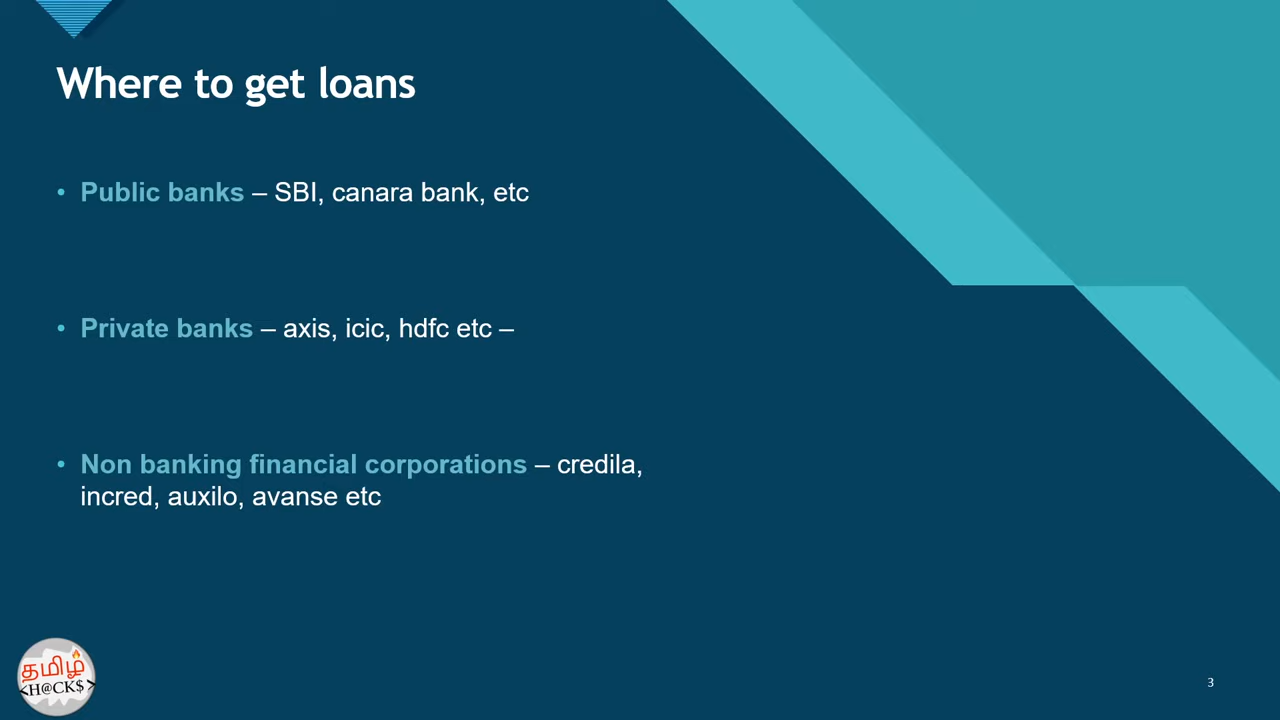 Where to get loans
• Public banks – SBI, canara bank, etc
• Private banks – axis, icic, hdfc etc –
• Non banking financial corporations – credila,
incred, auxilo, avanse etc
தமிழ்
<H@CK$>
3